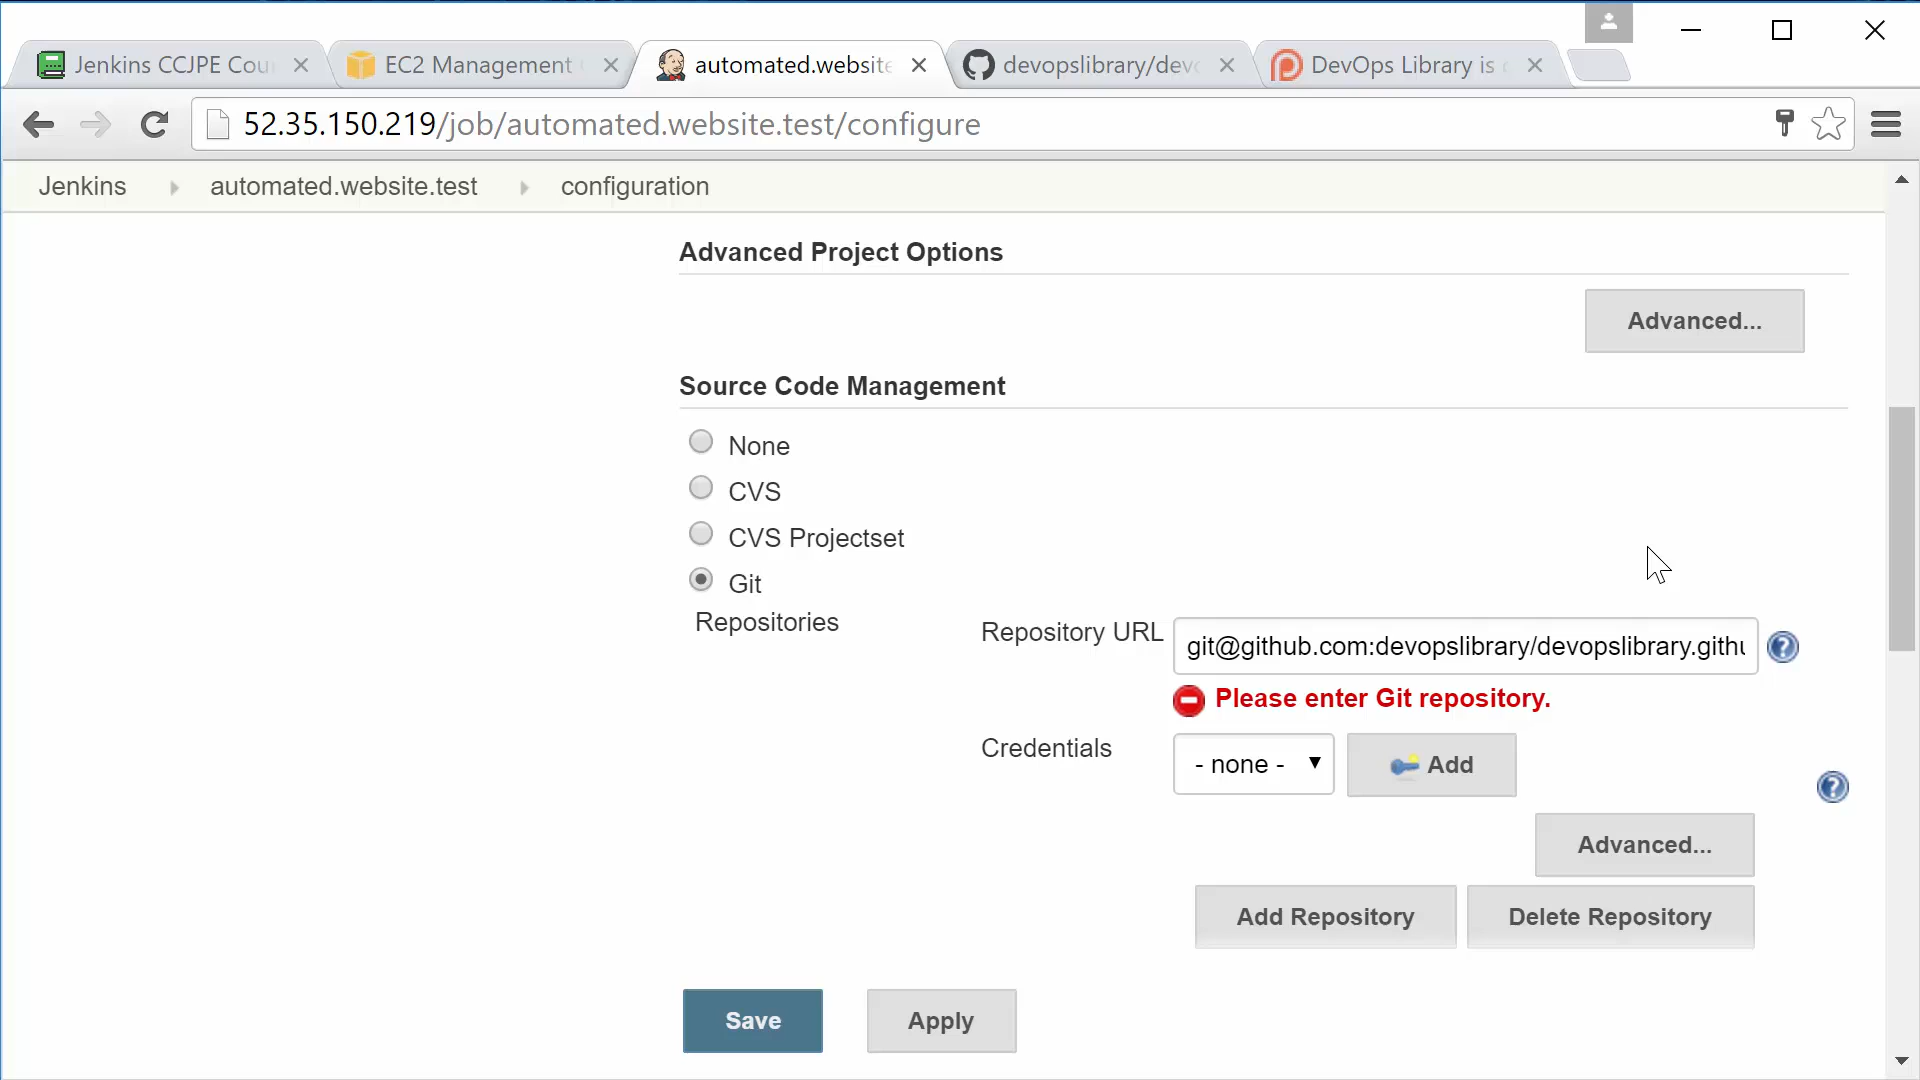 Jenkins CCJPE Cou
EC2 Management
automated.website
devopslibrary/devo
DevOps Library is
52.35.150.219/job/automated.website.test/configure
Jenkins
automated.website.test
configuration
Advanced Project Options
Advanced...
Source Code Management
None
CVS
CVS Projectset
Git
Repositories
Repository URL
git@github.com:devopslibrary/devopslibrary.githu
Please enter Git repository.
Credentials
- none -
Add
Advanced...
Add Repository
Delete Repository
Save
Apply